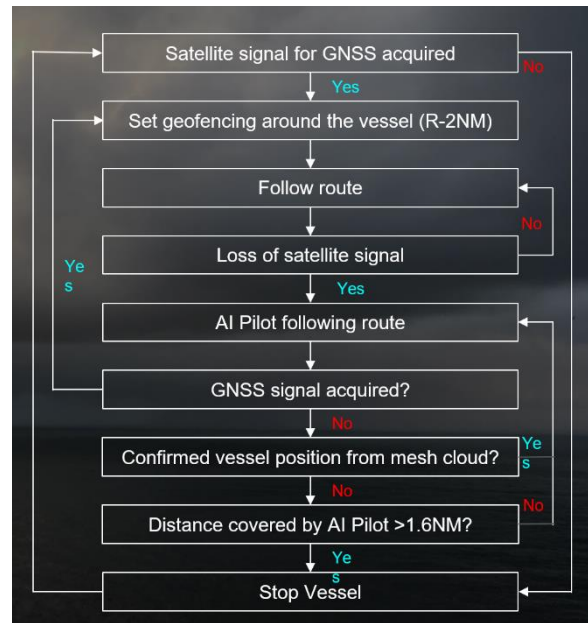 Satellite signal for GNSS acquired
No
Yes
Set geofencing around the vessel (R-2NM)
Follow route
No
Loss of satellite signal
Ye
s
Yes
AI Pilot following route
GNSS signal acquired?
No
Confirmed vessel position from mesh cloud?
Ye
s
No
No
Distance covered by AI Pilot >1.6NM?
Ye
s
Stop Vessel